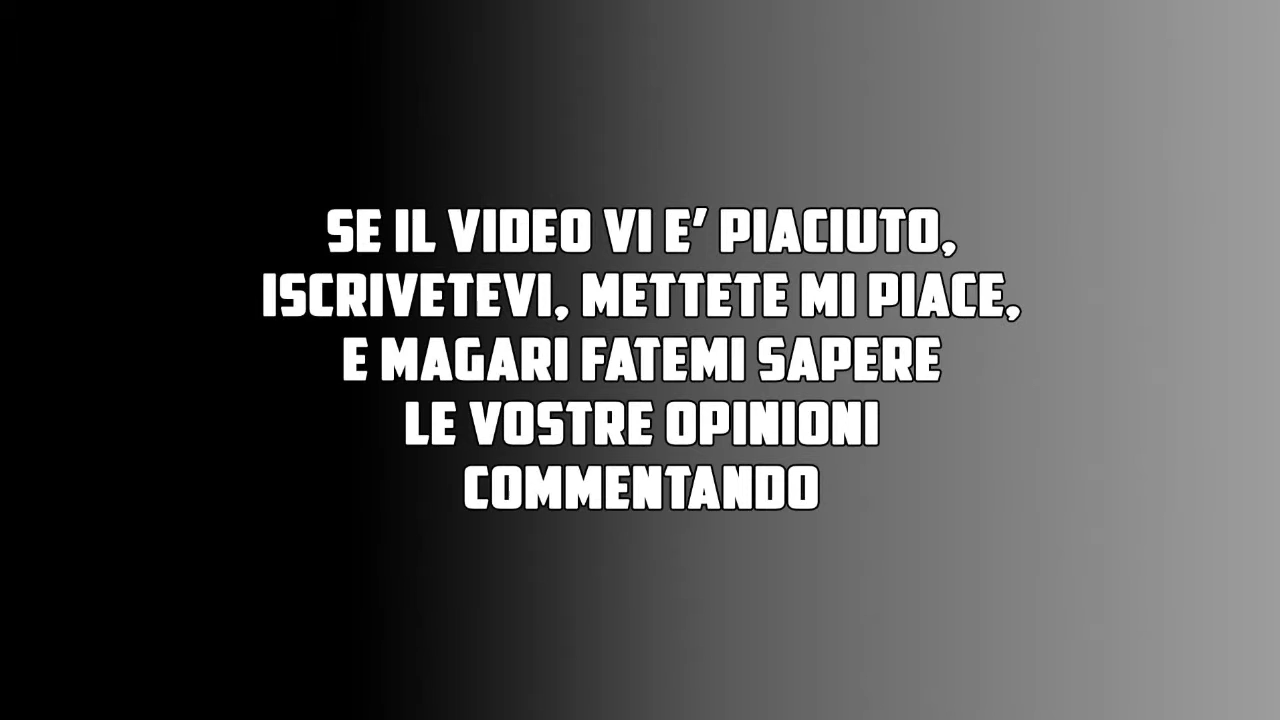 SE IL VIDEO VI E' PIACIUTO,
ISCRIVETEVI, METTETE MI PIACE,
E MAGARI FATEMI SAPERE
LE VOSTRE OPINIONI
COMMENTANDO